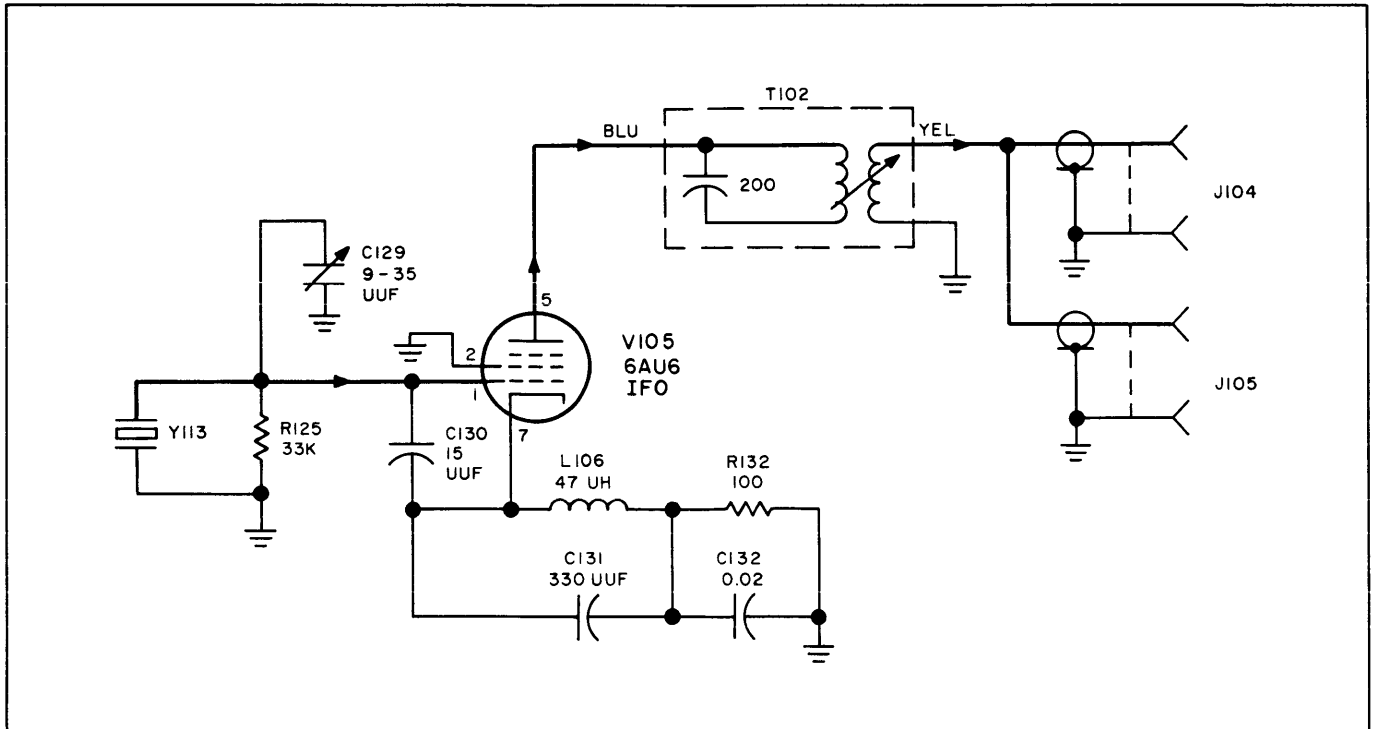 T102
BLU
YEL
200
J104
C129
9-35
UUF
5
V105
6AU6
IFO
2
1
J105
Y113
R125
33K
7
C130
15
UUF
L106
47 UH
R132
100
C131
330 UUF
C132
0.02